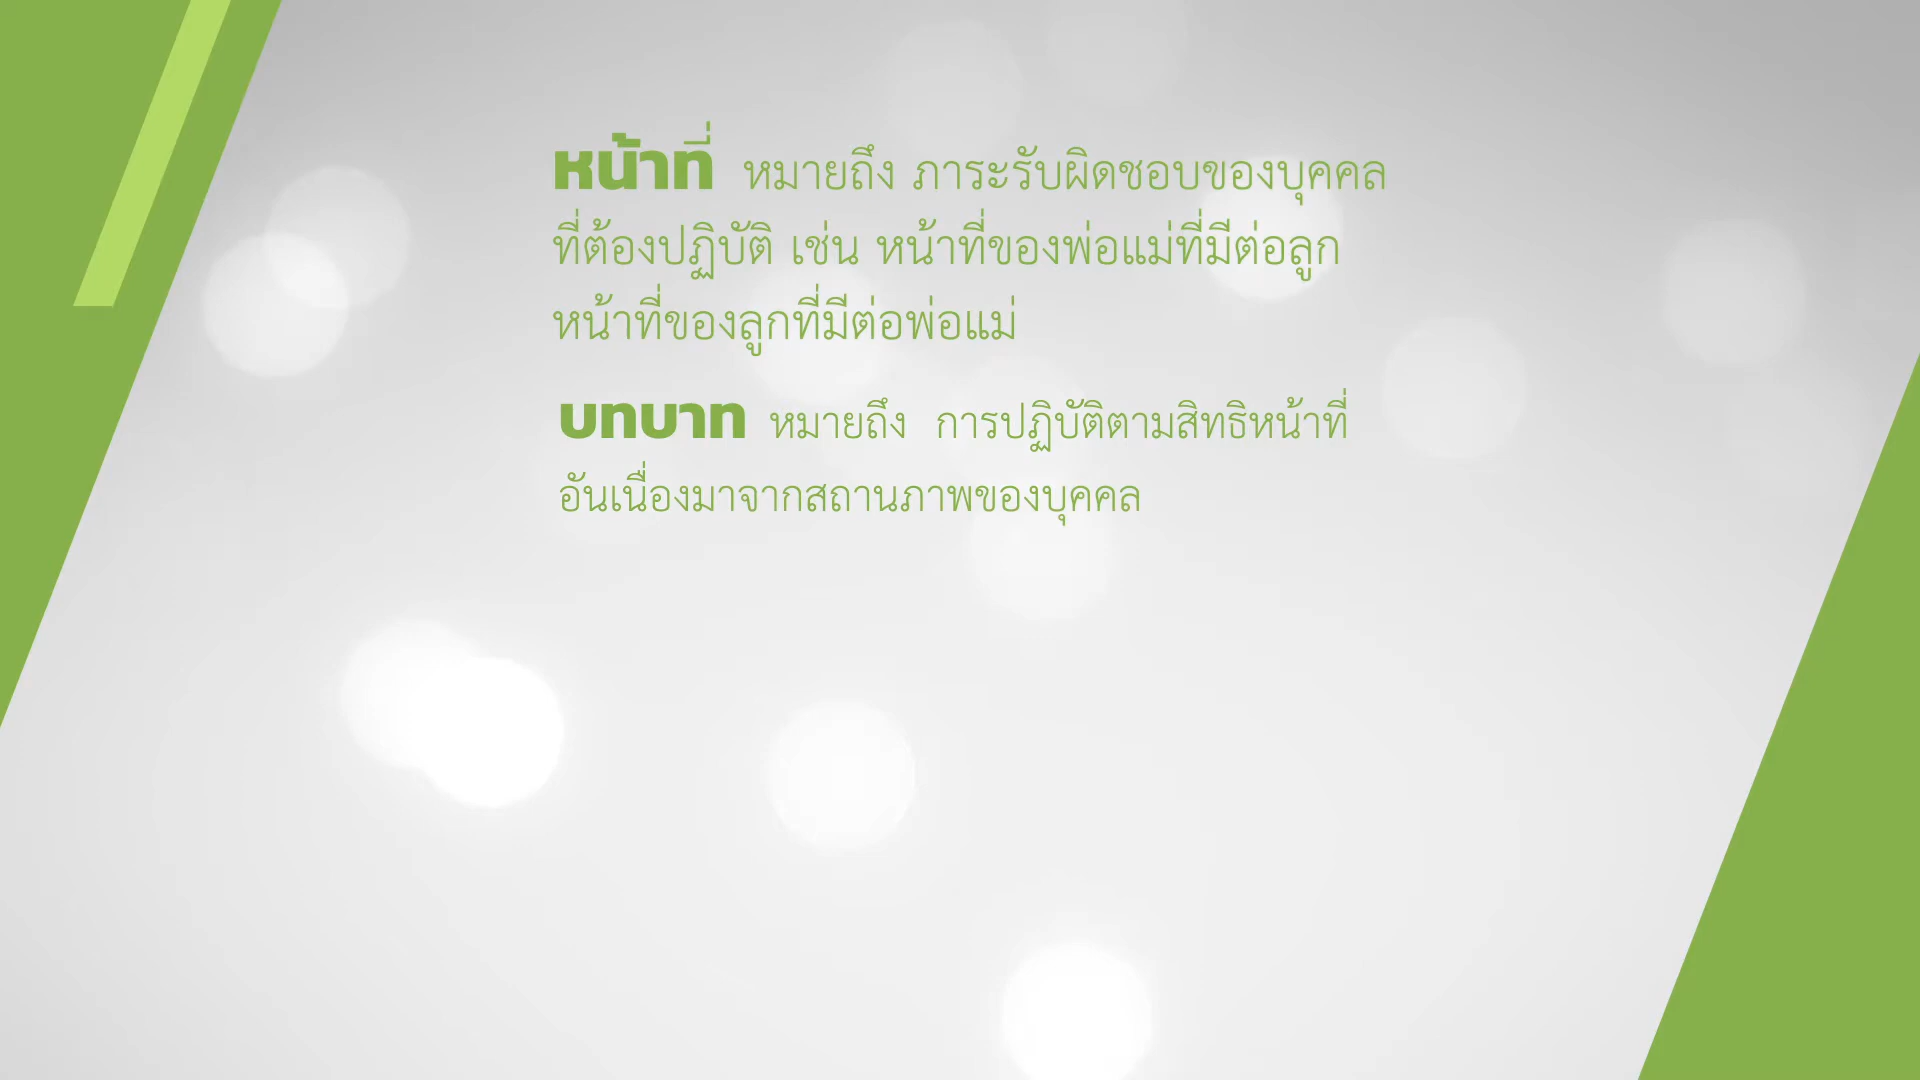 หน้าที่ หมายถึง ภาระรับผิดชอบของบุคคล
ที่ต้องปฏิบัติ เช่น หน้าที่ของพ่อแม่ที่มีต่อลูก
หน้าที่ของลูกที่มีต่อพ่อแม่
บทบาท หมายถึง การปฏิบัติตามสิทธิหน้าที่
อันเนื่องมาจากสถานภาพของบุคคล